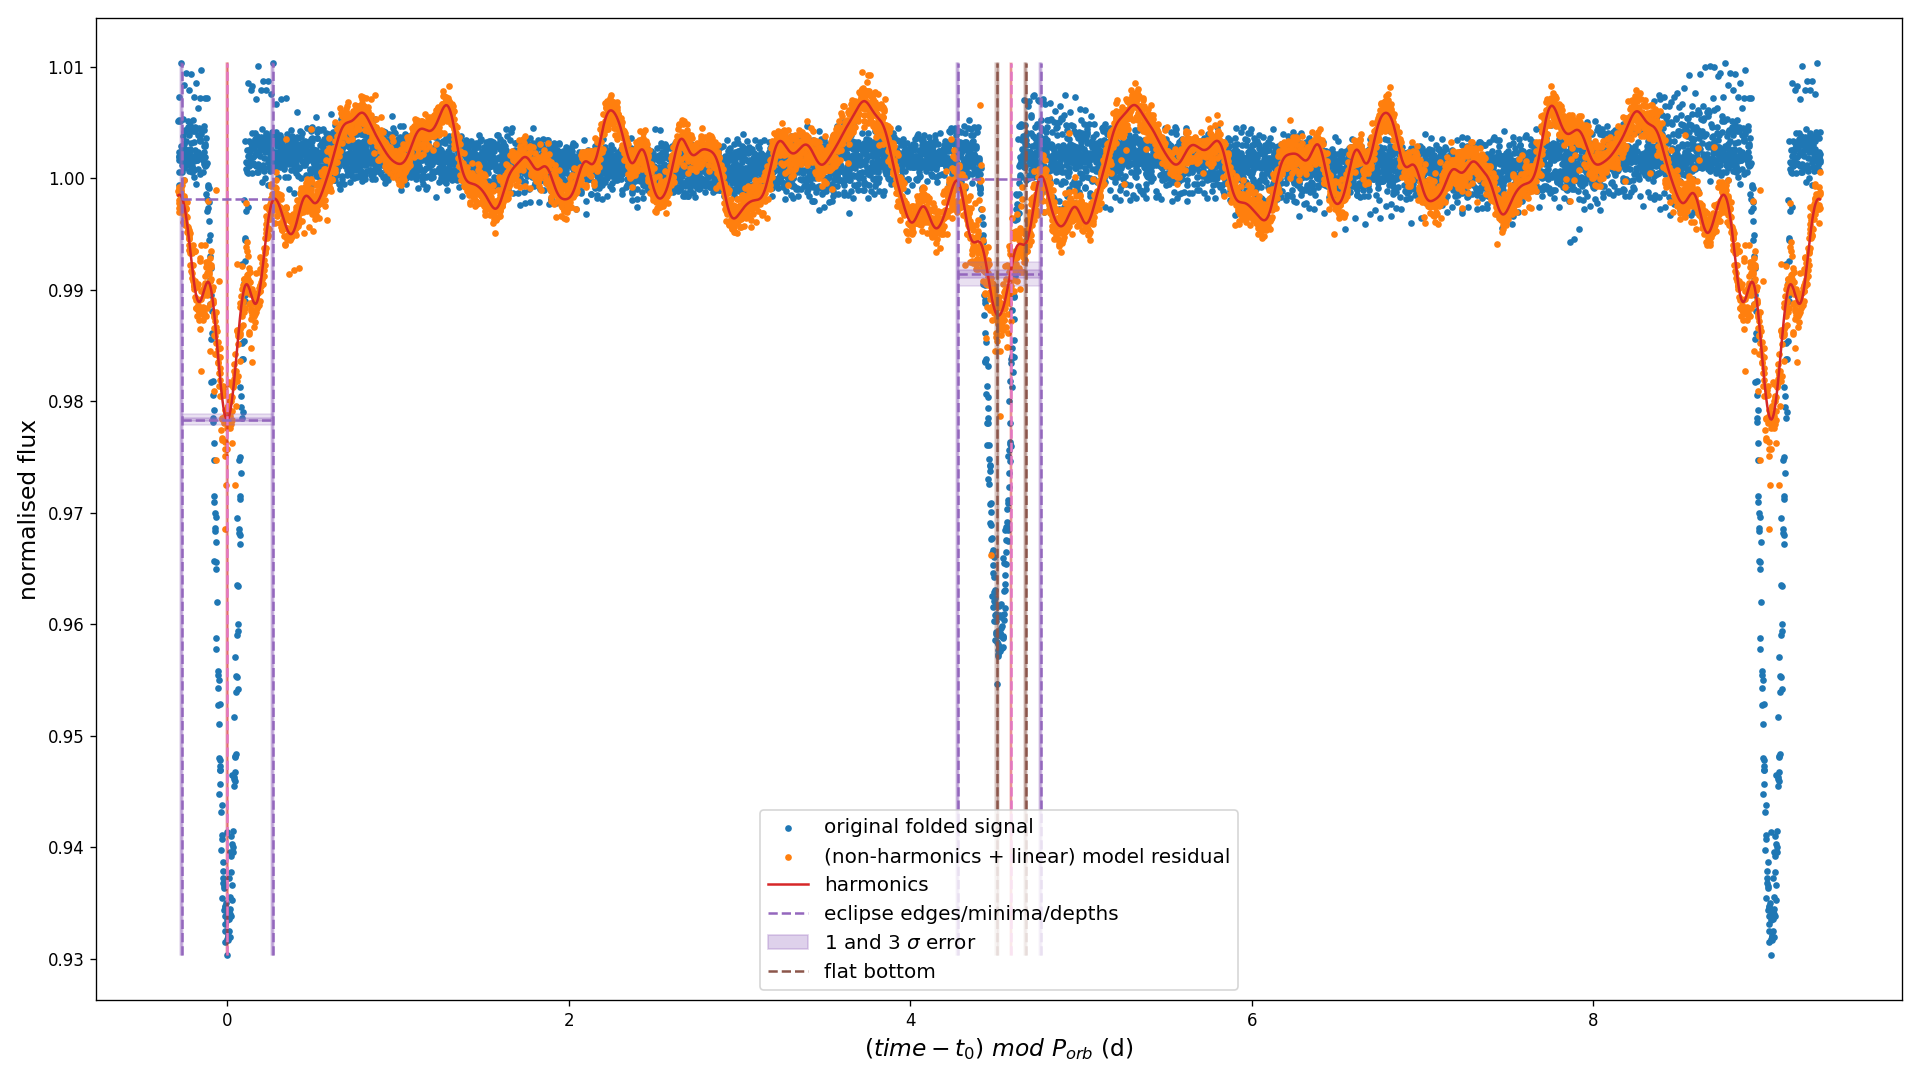 1.01
1.00
0.99
0.98
0.97
0.96
0.95
0.94
0.93
normalised flux
original folded signal
(non-harmonics + linear) model residual
harmonics
eclipse edges/minima/depths
1 and 3 σ error
flat bottom
0 2 4 6 8
(time − t₀) mod P_orb (d)